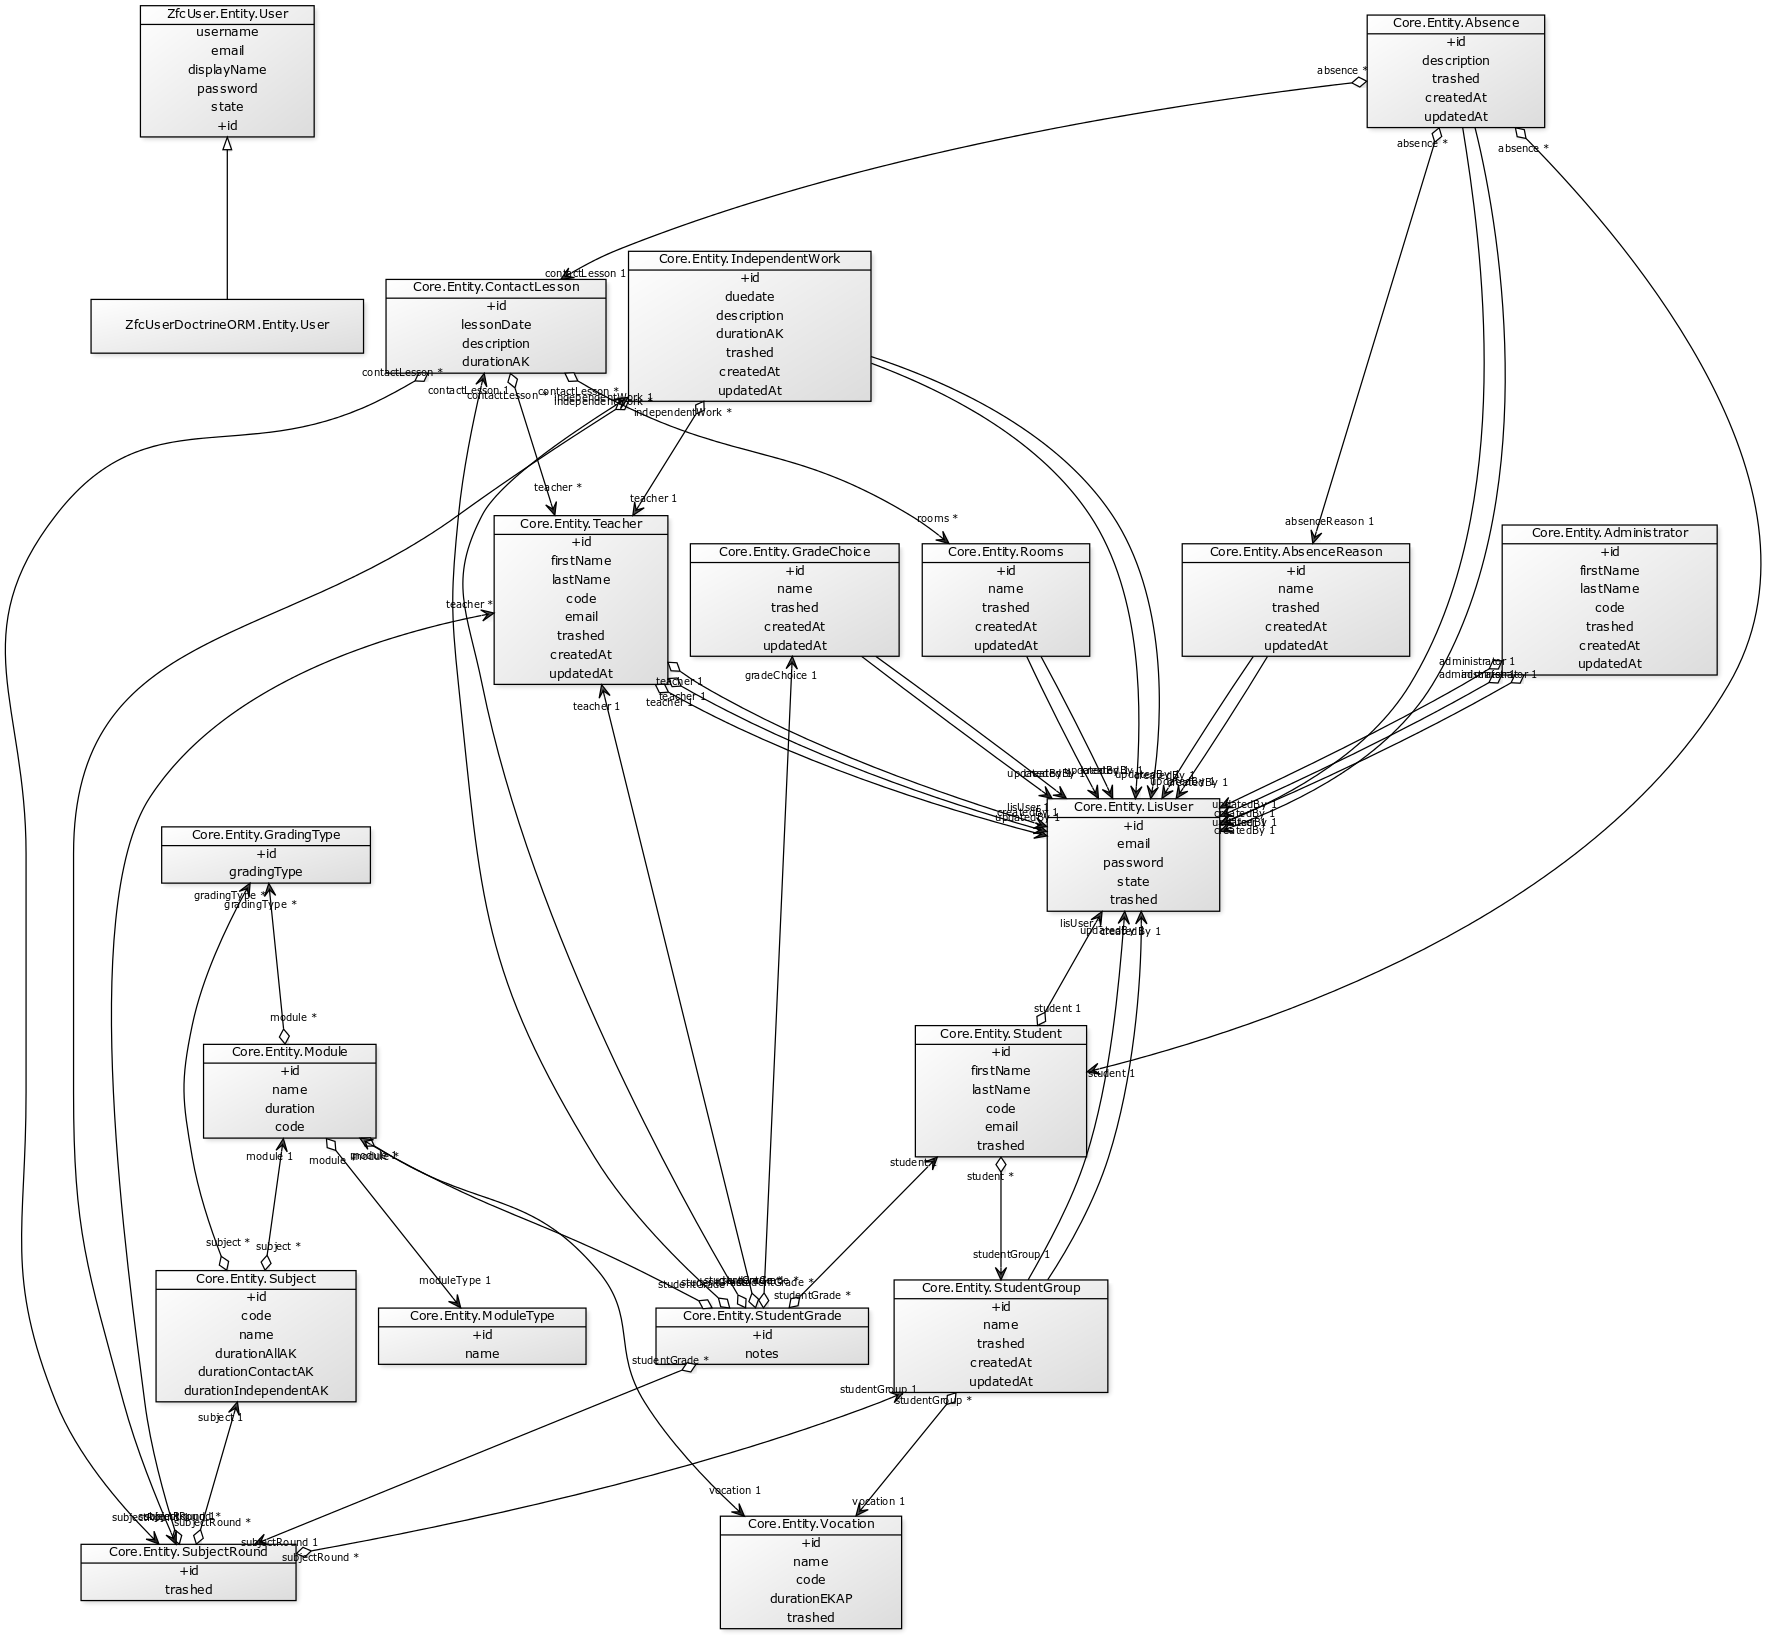 ZfcUser.Entity.User
username
email
displayName
password
state
+id
ZfcUserDoctrineORM.Entity.User
Core.Entity.Absence
+id
description
trashed
createdAt
updatedAt
absence *
absence *
absence *
contactLesson 1
Core.Entity.ContactLesson
+id
lessonDate
description
durationAK
contactLesson *
contactLesson 1
contactLesson *
contactLesson *
Core.Entity.IndependentWork
+id
duedate
description
durationAK
trashed
createdAt
updatedAt
independentWork 1
independentWork *
independentWork *
teacher *
teacher 1
rooms *
absenceReason 1
Core.Entity.Teacher
+id
firstName
lastName
code
email
trashed
createdAt
updatedAt
teacher *
teacher 1
teacher 1
teacher 1
teacher 1
Core.Entity.GradeChoice
+id
name
trashed
createdAt
updatedAt
gradeChoice 1
Core.Entity.Rooms
+id
name
trashed
createdAt
updatedAt
Core.Entity.AbsenceReason
+id
name
trashed
createdAt
updatedAt
Core.Entity.Administrator
+id
firstName
lastName
code
trashed
createdAt
updatedAt
administrator 1
administrator 1
updatedBy 1
createdBy 1
lisUser 1
createdBy 1
updatedBy 1
updatedBy 1
createdBy 1
updatedBy 1
createdBy 1
Core.Entity.LisUser
+id
email
password
state
trashed
lisUser 1
updatedBy 1
createdBy 1
Core.Entity.GradingType
+id
gradingType
gradingType *
gradingType *
module *
Core.Entity.Module
+id
name
duration
code
module 1
module
module *
student 1
Core.Entity.Student
+id
firstName
lastName
code
email
trashed
student 1
student 1
student *
subject *
subject *
Core.Entity.Subject
+id
code
name
durationAllAK
durationContactAK
durationIndependentAK
subject 1
moduleType 1
Core.Entity.ModuleType
+id
name
studentGrade *
studentGrade *
Core.Entity.StudentGrade
+id
notes
studentGrade *
studentGroup 1
Core.Entity.StudentGroup
+id
name
trashed
createdAt
updatedAt
studentGroup 1
studentGroup *
vocation 1
vocation 1
Core.Entity.Vocation
+id
name
code
durationEKAP
trashed
subjectRound *
subjectRound 1
subjectRound *
Core.Entity.SubjectRound
+id
trashed